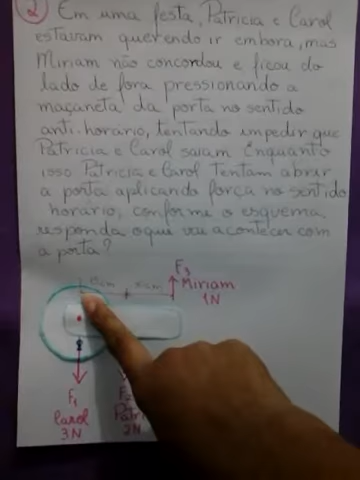 2 Em uma festa, Patrícia e Carol
estavam querendo ir embora, mas
Miriam não concordou e ficou do
lado de fora pressionando a
maçaneta da porta no sentido
anti-horário, tentando impedir que
Patricia e Carol saiam Enquanto
isso Patricia e Carol Tentam abrir
a porta aplicando força no sentido
horário, conforme o esquema
responda o que vai acontecer com
a porta?
F3
Miriam
1N
F1
Carol
3N
F2
2N